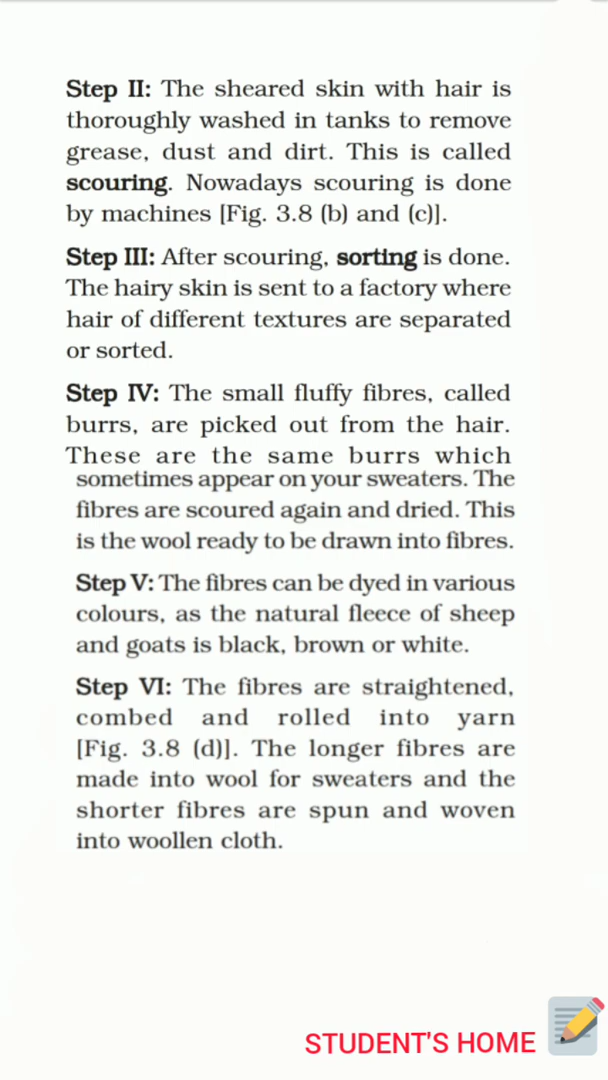 Step II: The sheared skin with hair is
thoroughly washed in tanks to remove
grease, dust and dirt. This is called
scouring. Nowadays scouring is done
by machines [Fig. 3.8 (b) and (c)].
Step III: After scouring, sorting is done.
The hairy skin is sent to a factory where
hair of different textures are separated
or sorted.
Step IV: The small fluffy fibres, called
burrs, are picked out from the hair.
These are the same burrs which
sometimes appear on your sweaters. The
fibres are scoured again and dried. This
is the wool ready to be drawn into fibres.
Step V: The fibres can be dyed in various
colours, as the natural fleece of sheep
and goats is black, brown or white.
Step VI: The fibres are straightened,
combed and rolled into yarn
[Fig. 3.8 (d)]. The longer fibres are
made into wool for sweaters and the
shorter fibres are spun and woven
into woollen cloth.
STUDENT'S HOME